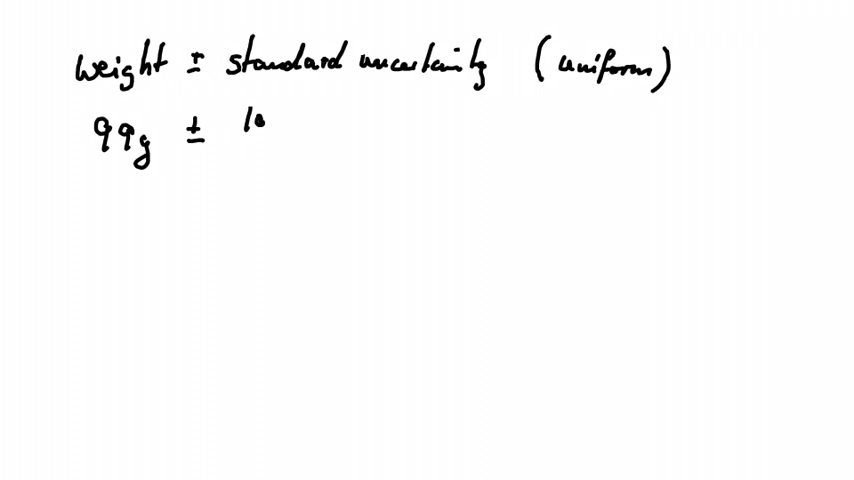 weight ± standard uncertainty (uniform)
99g ± 10